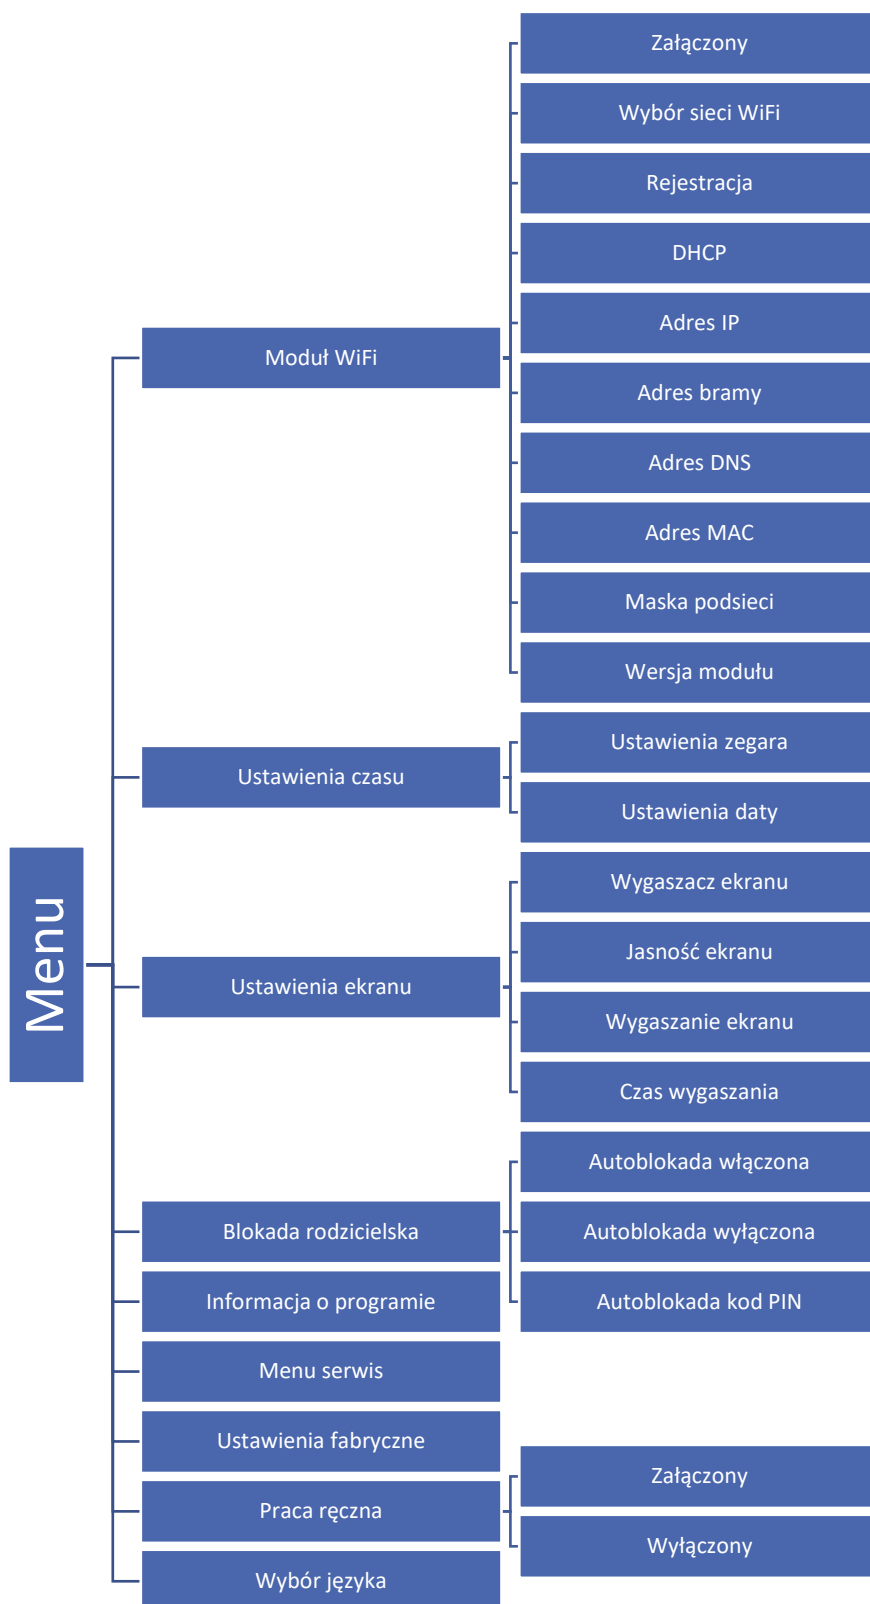 Menu
Moduł WiFi
Załączony
Wybór sieci WiFi
Rejestracja
DHCP
Adres IP
Adres bramy
Adres DNS
Adres MAC
Maska podsieci
Wersja modułu
Ustawienia czasu
Ustawienia zegara
Ustawienia daty
Ustawienia ekranu
Wygaszacz ekranu
Jasność ekranu
Wygaszanie ekranu
Czas wygaszania
Blokada rodzicielska
Autoblokada włączona
Autoblokada wyłączona
Autoblokada kod PIN
Informacja o programie
Menu serwis
Ustawienia fabryczne
Praca ręczna
Załączony
Wyłączony
Wybór języka